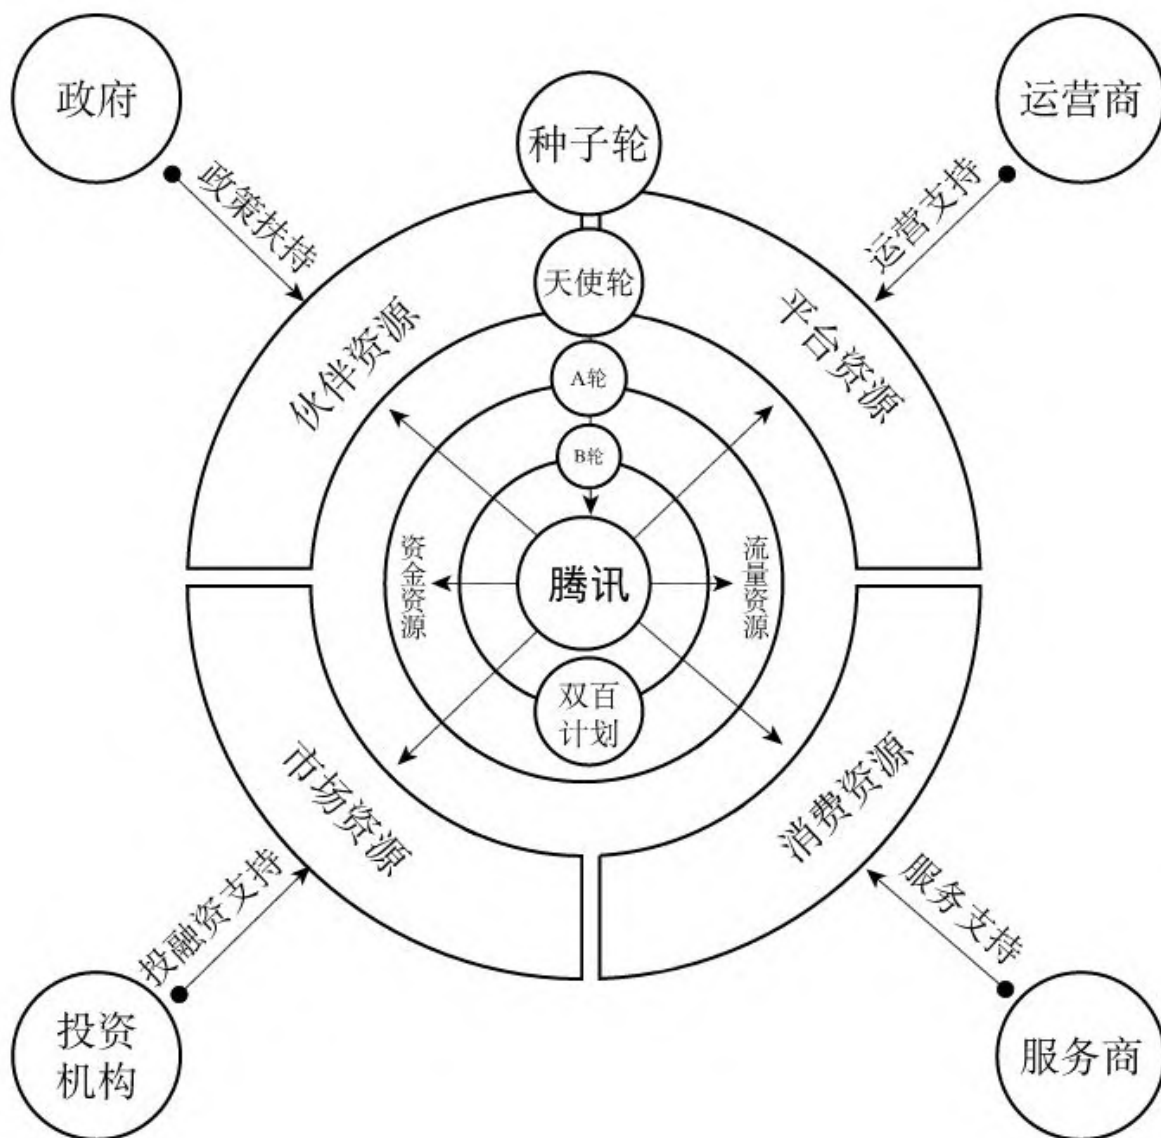 政府
运营商
种子轮
政策扶持
运营支持
天使轮
伙伴资源
平台资源
A轮
B轮
资金资源
腾讯
流量资源
双百
计划
市场资源
消费资源
投融资支持
服务支持
投资
机构
服务商